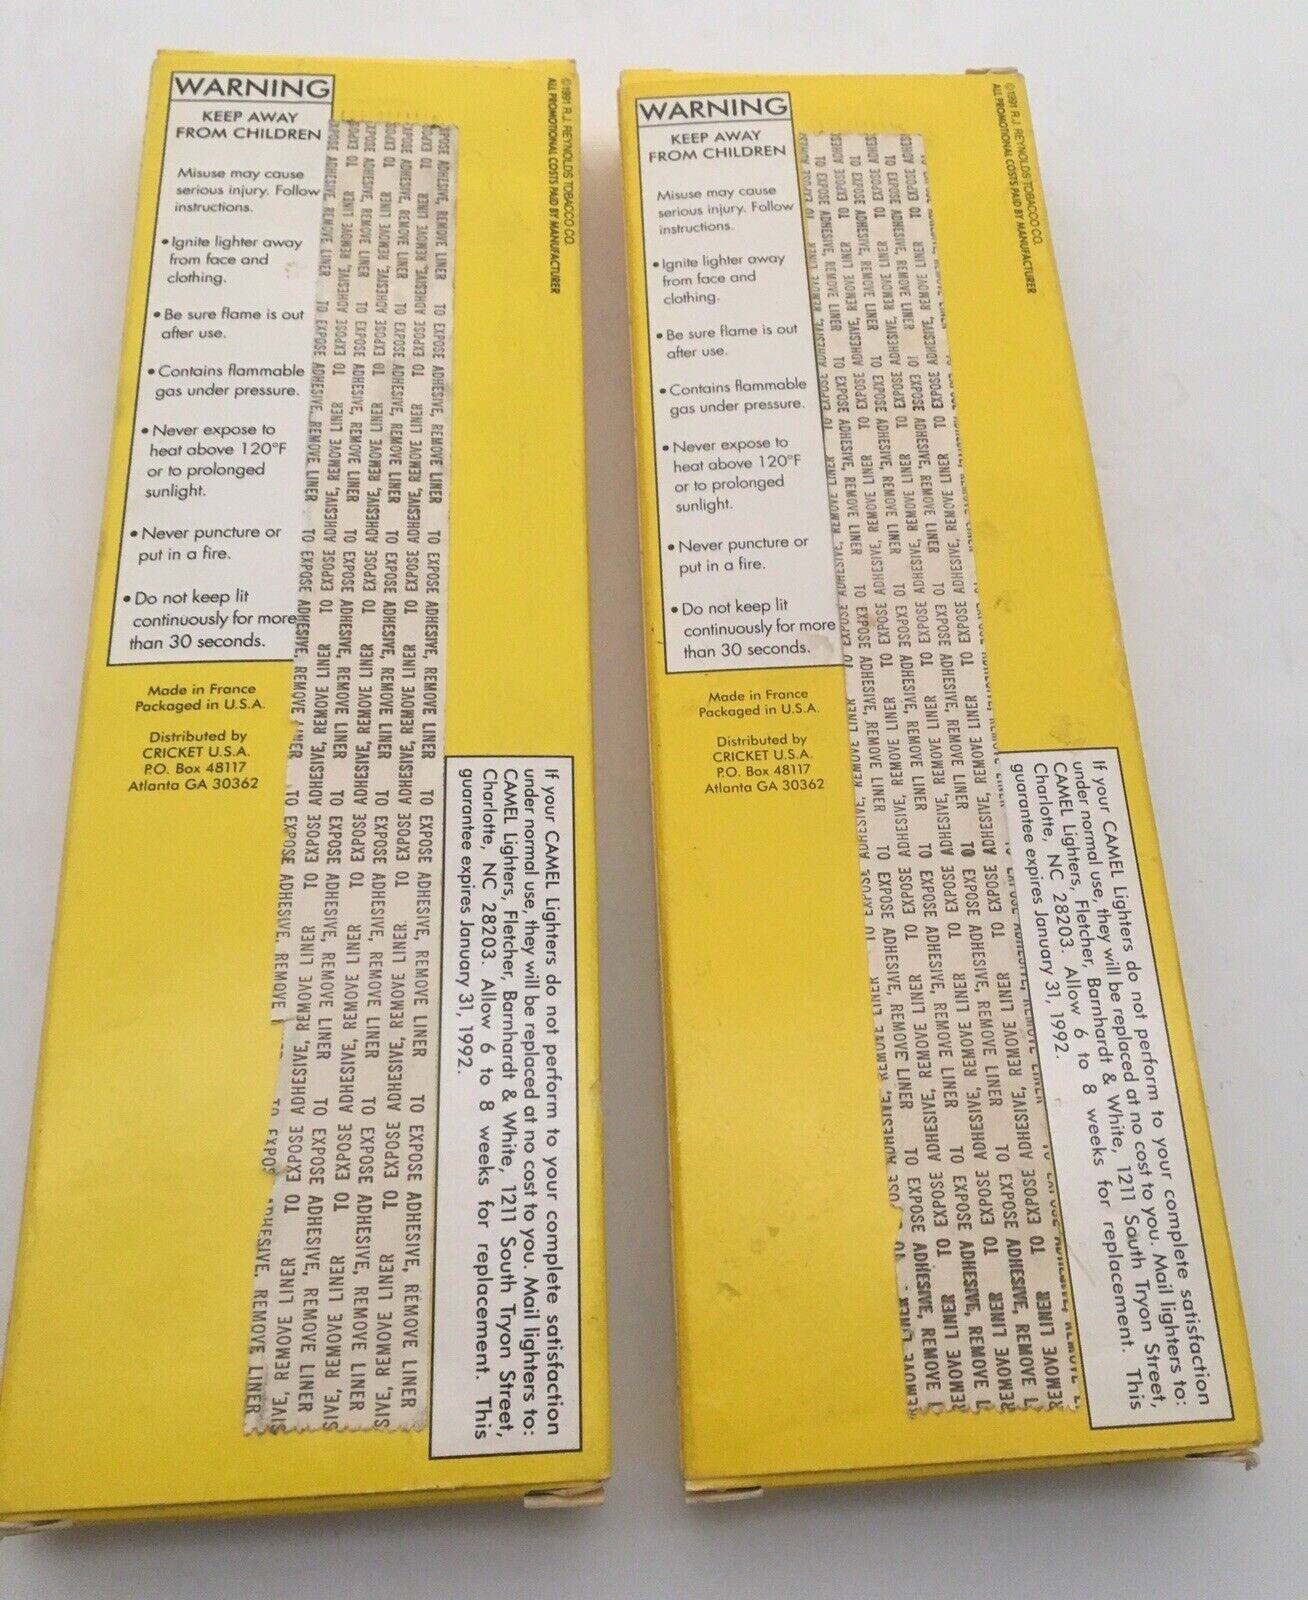 WARNING
KEEP AWAY
FROM CHILDREN
Misuse may cause
serious injury. Follow
instructions.
• Ignite lighter away
from face and
clothing.
• Be sure flame is out
after use.
• Contains flammable
gas under pressure.
• Never expose to
heat above 120°F
or to prolonged
sunlight.
• Never puncture or
put in a fire.
• Do not keep lit
continuously for more
than 30 seconds.
Made in France
Packaged in U.S.A.
Distributed by
CRICKET U.S.A.
P.O. Box 48117
Atlanta GA 30362
©1991 R.J. REYNOLDS TOBACCO CO.
ALL PROMOTIONAL COSTS PAID BY MANUFACTURER
TO EXPOSE ADHESIVE, REMOVE LINER
If your CAMEL Lighters do not perform to your complete satisfaction
under normal use, they will be replaced at no cost to you. Mail lighters to:
CAMEL Lighters, Fletcher, Barnhardt & White, 1211 South Tryon Street,
Charlotte, NC 28203. Allow 6 to 8 weeks for replacement. This
guarantee expires January 31, 1992.
WARNING
KEEP AWAY
FROM CHILDREN
Misuse may cause
serious injury. Follow
instructions.
• Ignite lighter away
from face and
clothing.
• Be sure flame is out
after use.
• Contains flammable
gas under pressure.
• Never expose to
heat above 120°F
or to prolonged
sunlight.
• Never puncture or
put in a fire.
• Do not keep lit
continuously for more
than 30 seconds.
Made in France
Packaged in U.S.A.
Distributed by
CRICKET U.S.A.
P.O. Box 48117
Atlanta GA 30362
©1991 R.J. REYNOLDS TOBACCO CO.
ALL PROMOTIONAL COSTS PAID BY MANUFACTURER
TO EXPOSE ADHESIVE, REMOVE LINER
If your CAMEL Lighters do not perform to your complete satisfaction
under normal use, they will be replaced at no cost to you. Mail lighters to:
CAMEL Lighters, Fletcher, Barnhardt & White, 1211 South Tryon Street,
Charlotte, NC 28203. Allow 6 to 8 weeks for replacement. This
guarantee expires January 31, 1992.